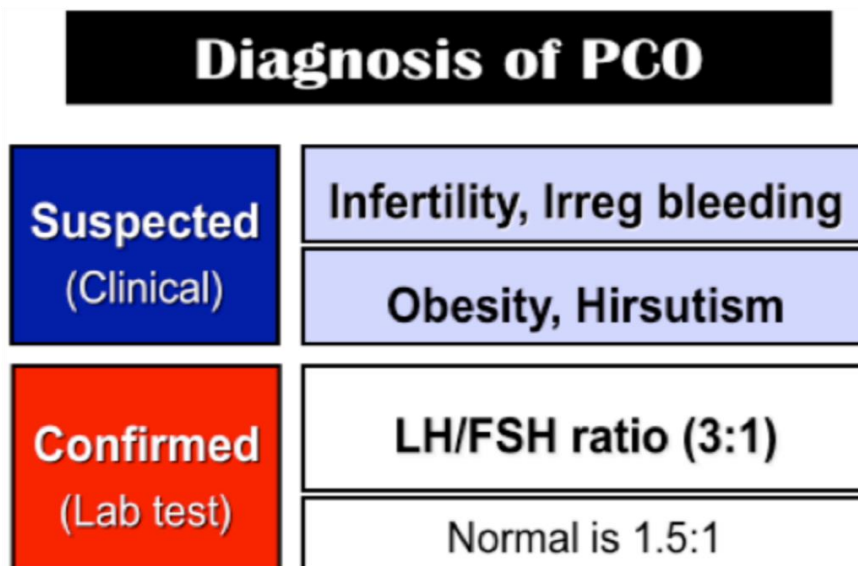 Diagnosis of PCO
Suspected
(Clinical)
Infertility, Irreg bleeding
Obesity, Hirsutism
Confirmed
(Lab test)
LH/FSH ratio (3:1)
Normal is 1.5:1